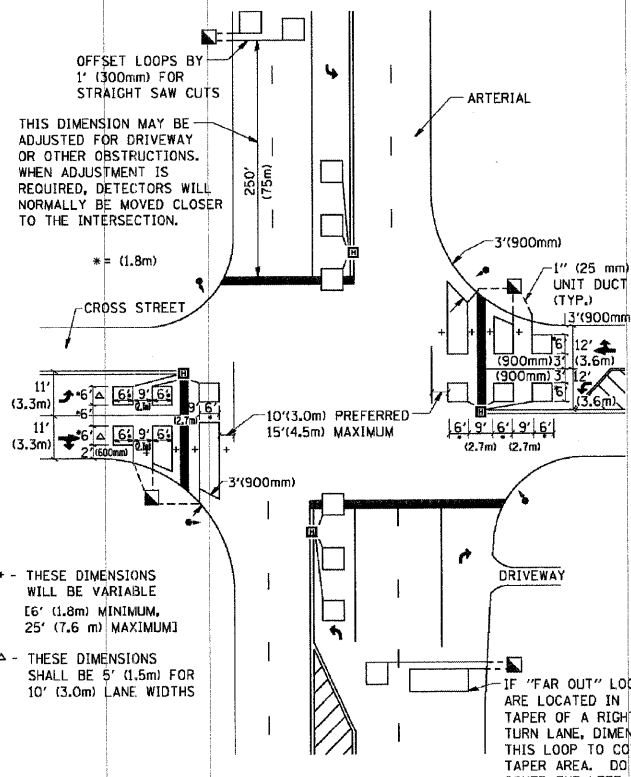 OFFSET LOOPS BY
1' (300mm) FOR
STRAIGHT SAW CUTS
THIS DIMENSION MAY BE
ADJUSTED FOR DRIVEWAY
OR OTHER OBSTRUCTIONS.
WHEN ADJUSTMENT IS
REQUIRED, DETECTORS WILL
NORMALLY BE MOVED CLOSER
TO THE INTERSECTION.
* = (1.8m)
250'
(75m)
ARTERIAL
CROSS STREET
3'(900mm)
1" (25 mm)
UNIT DUCT
(TYP.)
3'(900mm
*6'
12'
(3.6m)
(900mm)3'
(900mm)3'
*6'
12'
(3.6m)
H
H
11'
(3.3m)
*6'
△
6' 9' 6'
(2.7m)
*6'
9' 6'
(2.7m)
11'
(3.3m)
*6'
△
6' 9' 6'
(2.7m)
2' (600mm)
10'(3.0m) PREFERRED
15'(4.5m) MAXIMUM
6' 9' 6' 9' 6'
(2.7m) (2.7m)
3'(900mm)
H
H
DRIVEWAY
+ - THESE DIMENSIONS
WILL BE VARIABLE
[6' (1.8m) MINIMUM,
25' (7.6 m) MAXIMUM]
△ - THESE DIMENSIONS
SHALL BE 5' (1.5m) FOR
10' (3.0m) LANE WIDTHS
IF "FAR OUT" LOO
ARE LOCATED IN
TAPER OF A RIGH
TURN LANE, DIMEN
THIS LOOP TO CO
TAPER AREA. DO